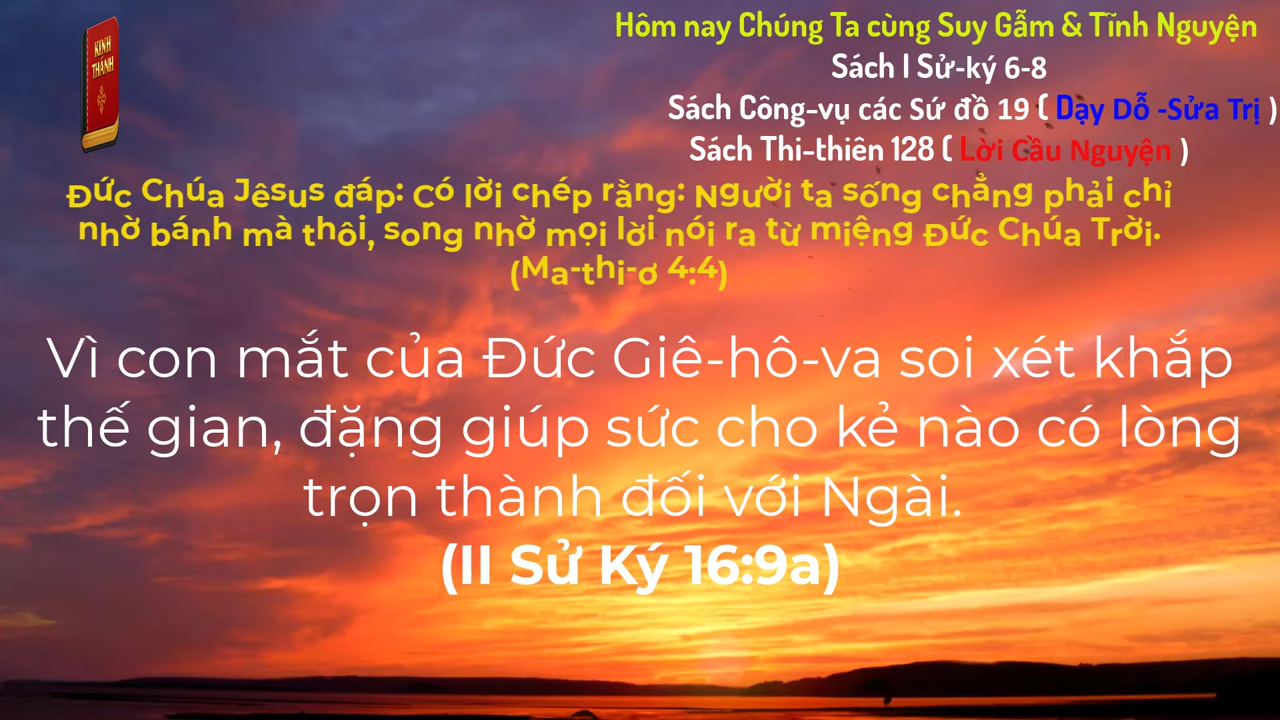 KINH
THÁNH
Hôm nay Chúng Ta cùng Suy Gẫm & Tĩnh Nguyện
Sách I Sử-ký 6-8
Sách Công-vụ các Sứ đồ 19 ( Dạy Dỗ -Sửa Trị )
Sách Thi-thiên 128 ( Lời Cầu Nguyện )
Đức Chúa Jêsus đáp: Có lời chép rằng: Người ta sống chẳng phải chỉ
nhờ bánh mà thôi, song nhờ mọi lời nói ra từ miệng Đức Chúa Trời.
(Ma-thi-ơ 4:4)
Vì con mắt của Đức Giê-hô-va soi xét khắp
thế gian, đặng giúp sức cho kẻ nào có lòng
trọn thành đối với Ngài.
(II Sử Ký 16:9a)